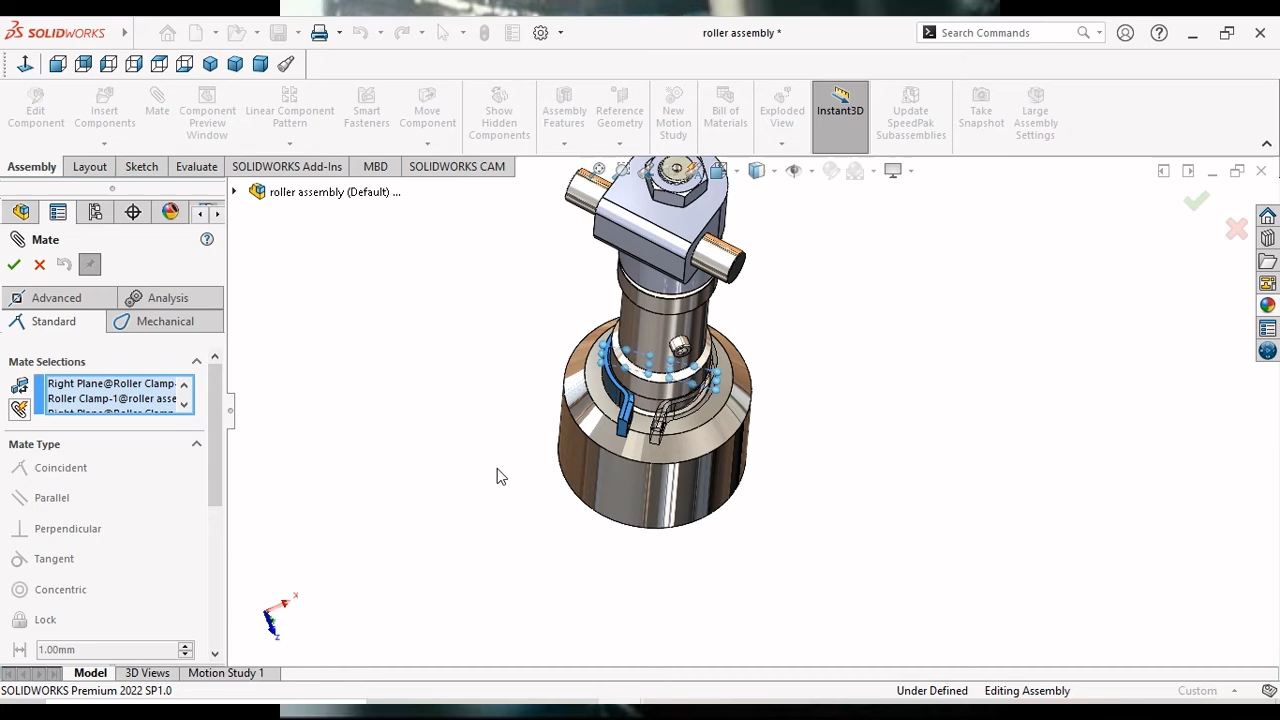 SOLIDWORKS
roller assembly *
Search Commands
Edit Component
Insert Components
Mate
Component Preview Window
Linear Component Pattern
Smart Fasteners
Move Component
Show Hidden Components
Assembly Features
Reference Geometry
New Motion Study
Bill of Materials
Exploded View
Instant3D
Update SpeedPak Subassemblies
Take Snapshot
Large Assembly Settings
Assembly
Layout
Sketch
Evaluate
SOLIDWORKS Add-Ins
MBD
SOLIDWORKS CAM
roller assembly (Default) ...
Mate
Advanced
Analysis
Standard
Mechanical
Mate Selections
Right Plane@Roller Clamp-
Roller Clamp-1@roller asse
Right Plane@Roller Clamp-
Mate Type
Coincident
Parallel
Perpendicular
Tangent
Concentric
Lock
1.00mm
x
z
Model
3D Views
Motion Study 1
SOLIDWORKS Premium 2022 SP1.0
Under Defined
Editing Assembly
Custom